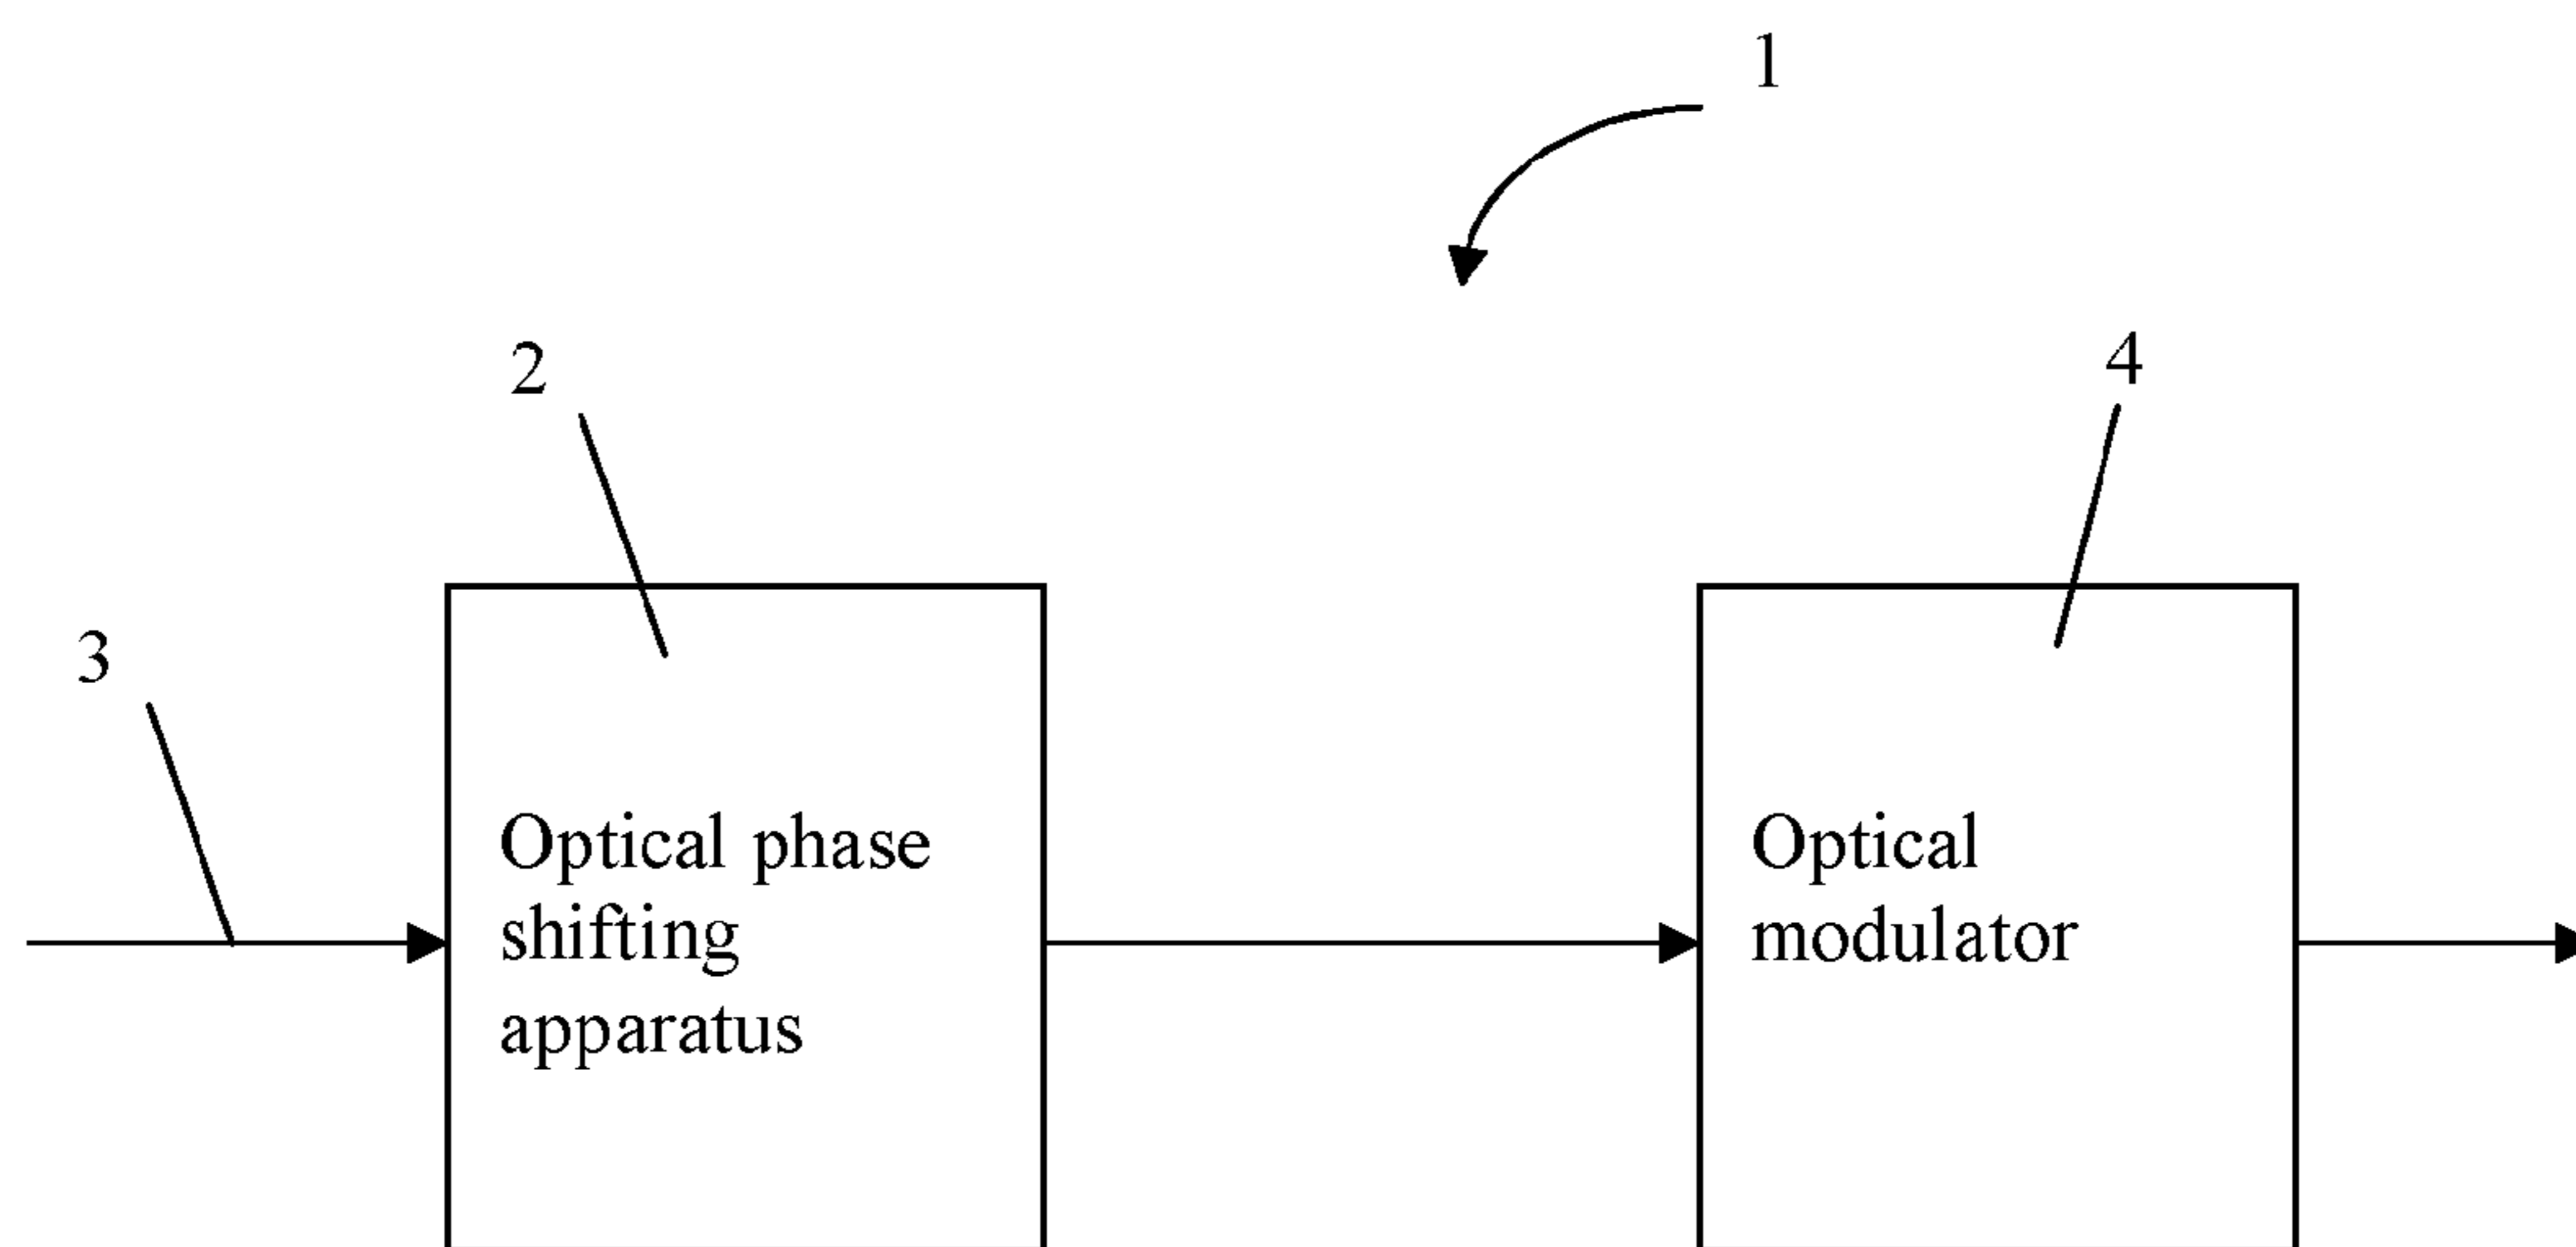 1
2
4
3
Optical phase
shifting
apparatus
Optical
modulator